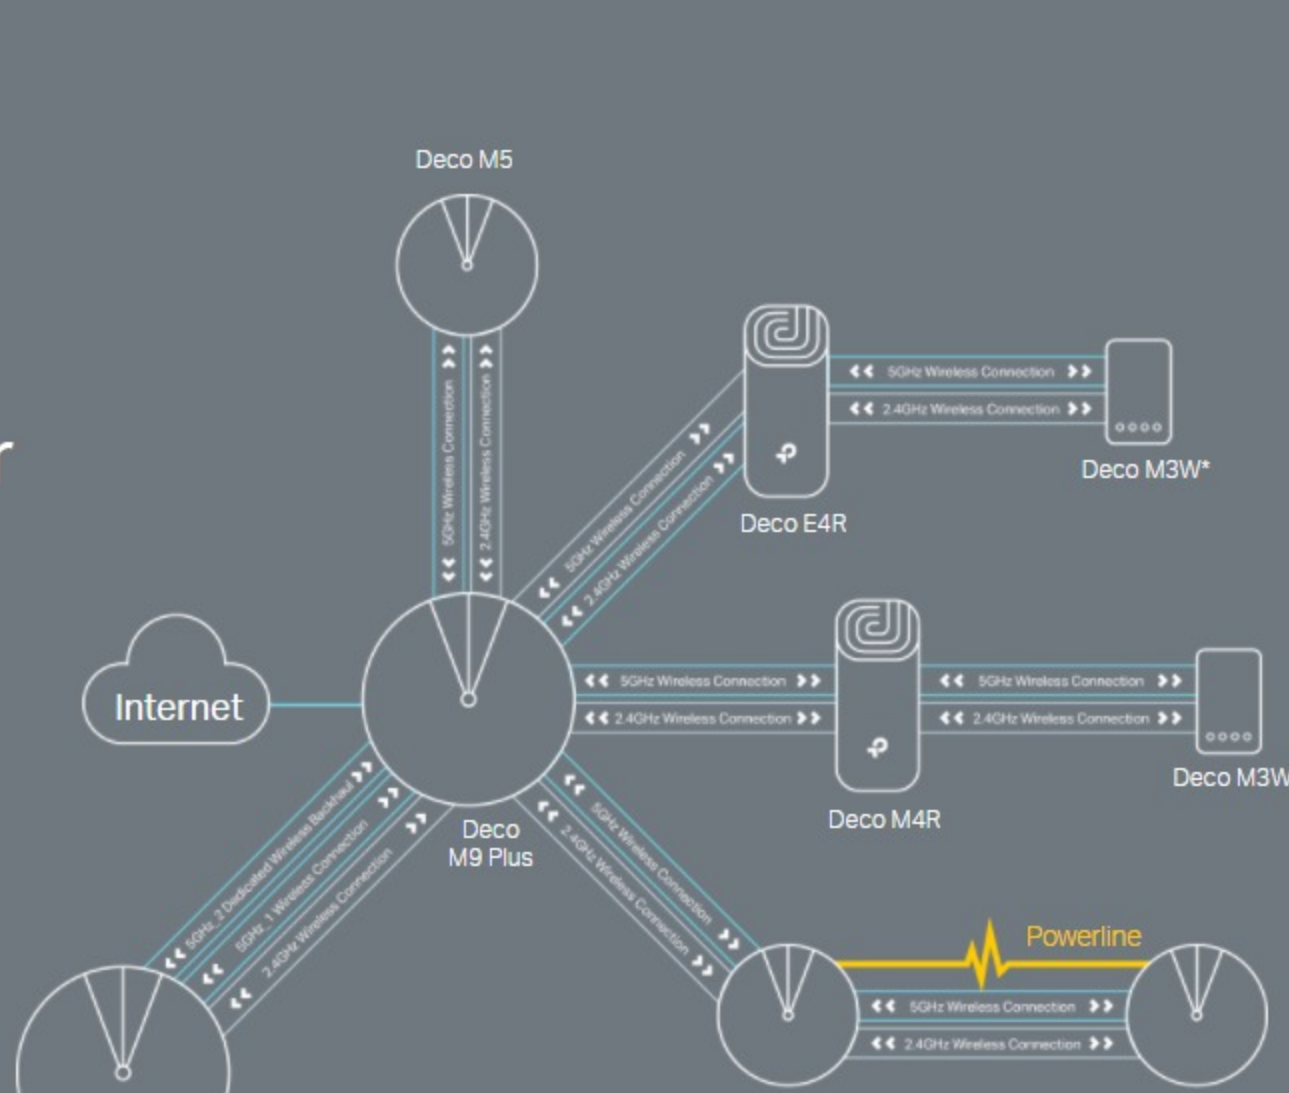 Deco M5
5GHz Wireless Connection
2.4GHz Wireless Connection
5GHz Wireless Connection
2.4GHz Wireless Connection
Deco M3W*
5GHz Wireless Connection
2.4GHz Wireless Connection
Deco E4R
r
5GHz Wireless Connection
2.4GHz Wireless Connection
5GHz Wireless Connection
2.4GHz Wireless Connection
Internet
Deco M3W
Deco M4R
Deco
M9 Plus
5GHz_2 Dedicated Wireless Backhaul
5GHz_1 Wireless Connection
2.4GHz Wireless Connection
5GHz Wireless Connection
2.4GHz Wireless Connection
Powerline
5GHz Wireless Connection
2.4GHz Wireless Connection